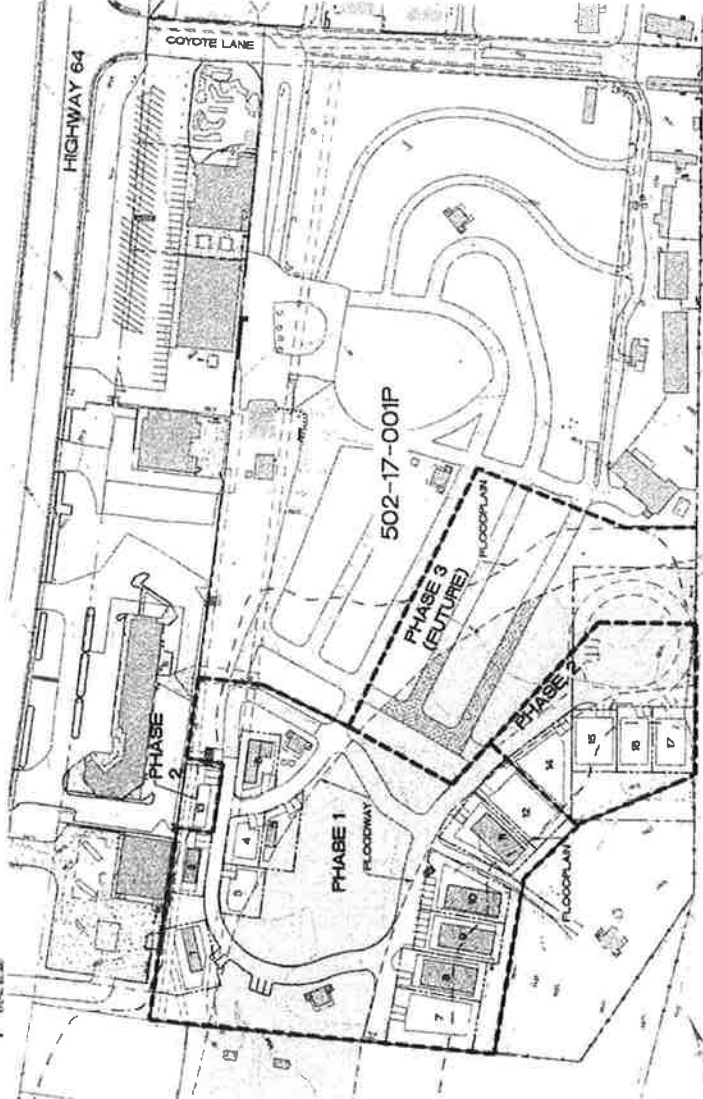 HIGHWAY 64
COYOTE LANE
502-17-001P
PHASE 3
(FUTURE)
FLOODPLAIN
PHASE
2
PHASE 2
PHASE 1
FLOODWAY
FLOODPLAIN
13
4
3
15
16
17
14
12
11
10
9
8
7